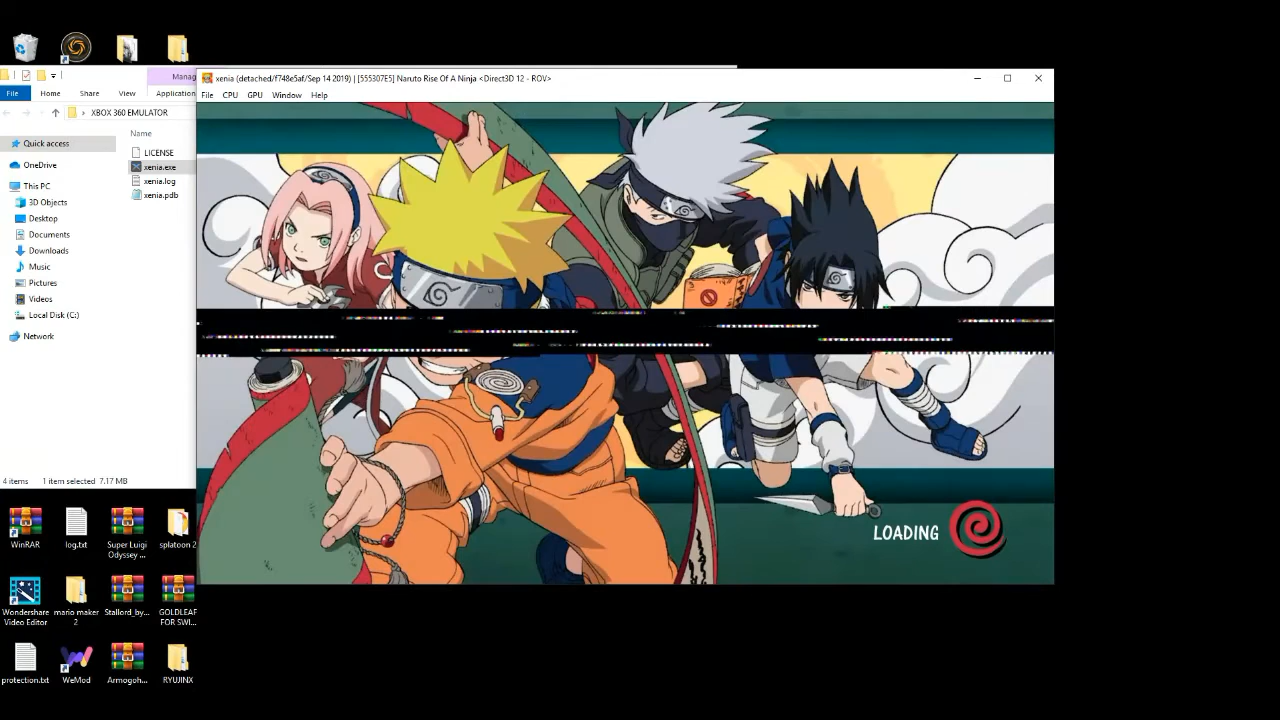 xenia (detached/f748e5af/Sep 14 2019) | [555307E5] Naruto Rise Of A Ninja <Direct3D 12 - ROV>
File CPU GPU Window Help
Manag
File Home Share View Application
XBOX 360 EMULATOR
Name
Quick access
OneDrive
This PC
3D Objects
Desktop
Documents
Downloads
Music
Pictures
Videos
Local Disk (C:)
Network
LICENSE
xenia.exe
xenia.log
xenia.pdb
4 items 1 item selected 7.17 MB
LOADING
WinRAR
log.txt
Super Luigi
Odyssey ...
splatoon 2
Wondershare
Video Editor
mario maker
2
Stallord_by...
GOLDLEAF
FOR SWI...
protection.txt
WeMod
Armogoh...
RYUJINX